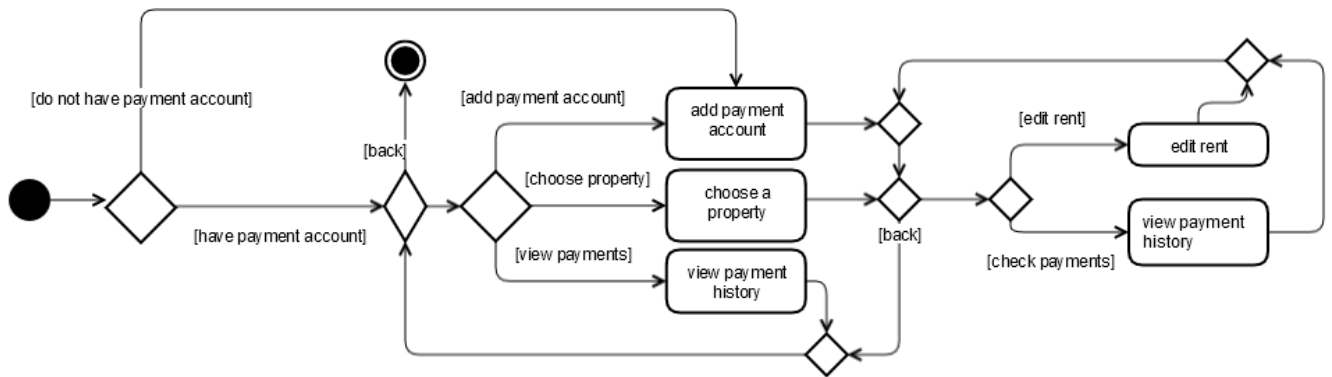 [do not have payment account]
[add payment account]
add payment
account
[edit rent]
edit rent
[back]
[choose property]
choose a
property
[have payment account]
[back]
view payment
history
[view payments]
[check payments]
view payment
history